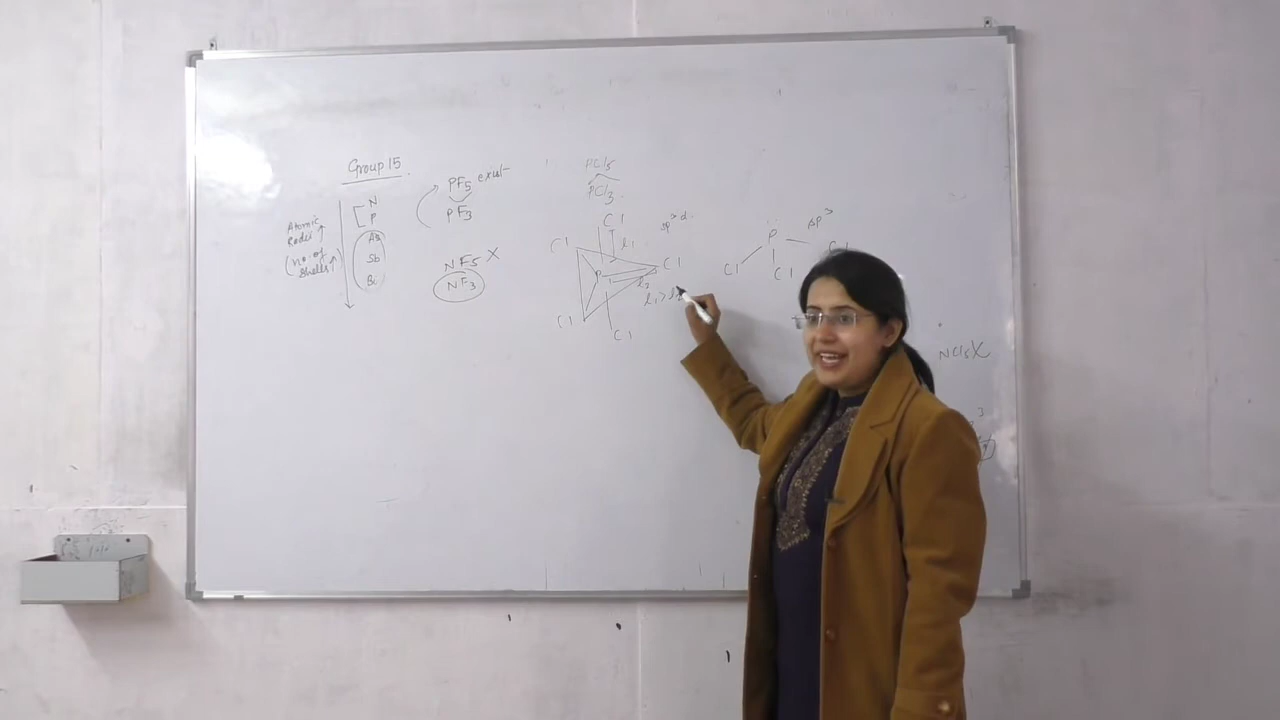 Group 15
N
P
As
Sb
Bi
Atomic
Radii ↑
(no. of
shells ↑)
PF5 exist
PF3
NF5 X
NF3
PCl5
PCl3
Cl
Cl
l1
sp3d
Cl
P
l2
l1 > l2
Cl
Cl
P
sp3
Cl
Cl
Cl
NCl5 X
3